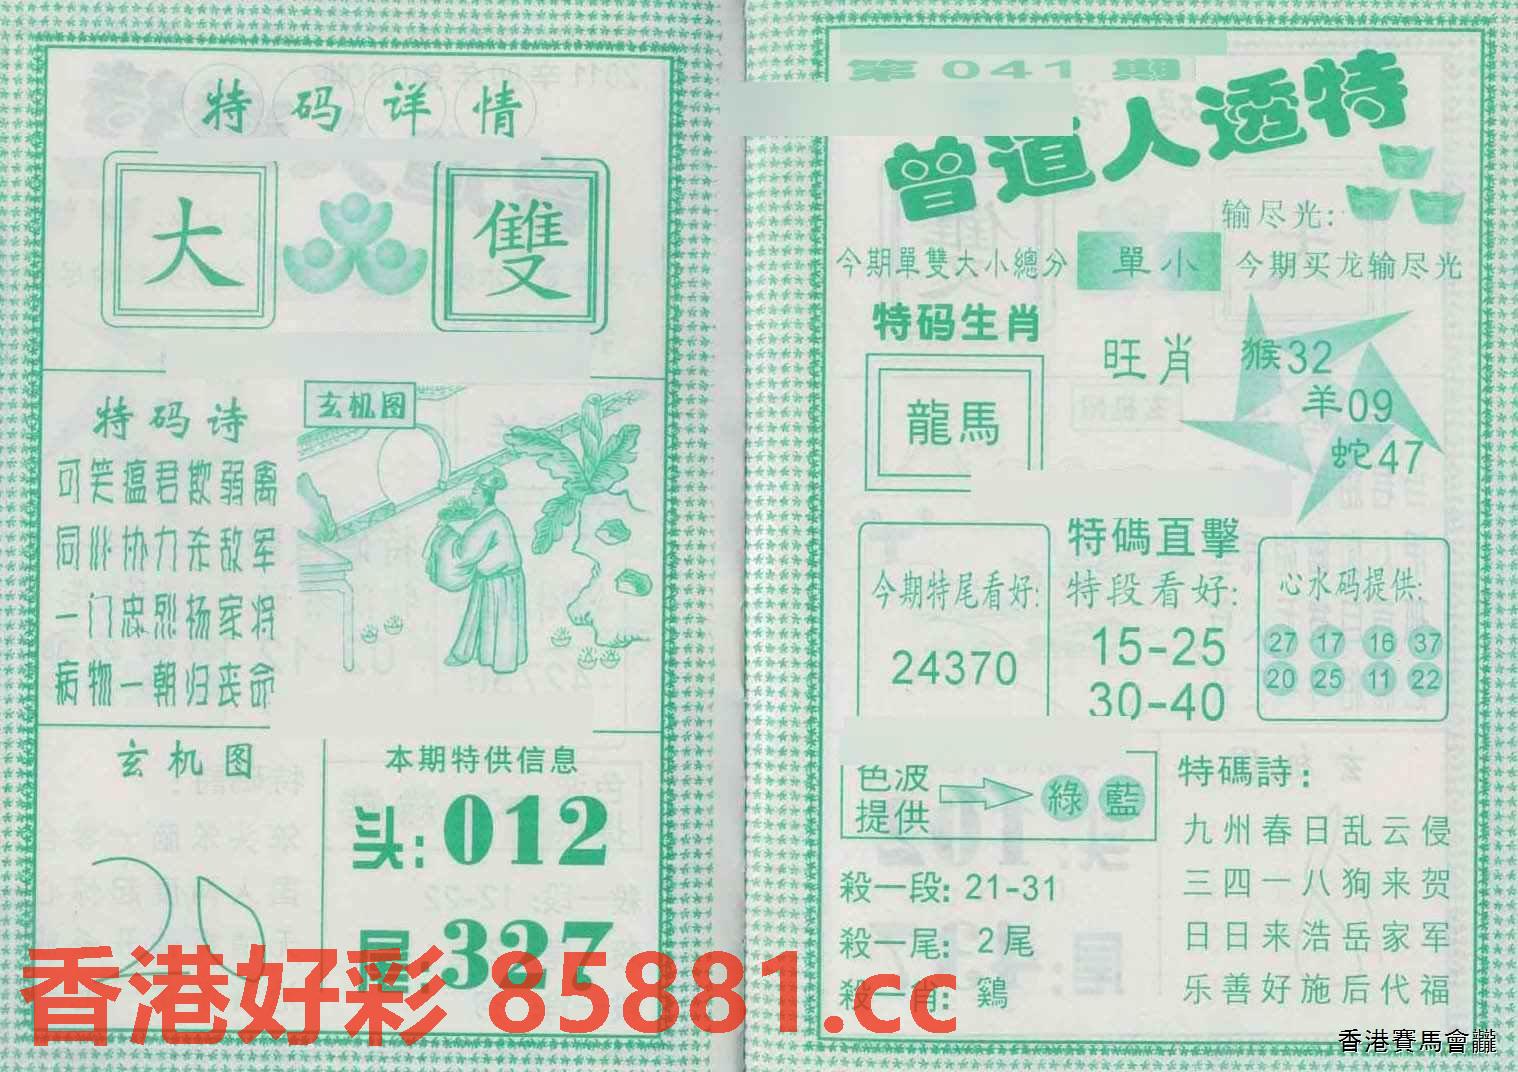 特码详情
大 雙
特码诗
玄机图
可笑瘟君欺弱禽
同 协力杀敌军
一门忠烈杨家将
病物一朝归丧命
玄机图
本期特供信息
头:012
尾:327
第041期
曾道人透特
输尽光:
今期單雙大小總分 單小 今期买龙输尽光
特码生肖
龍馬
旺肖
猴32
羊09
蛇47
特碼直擊
今期特尾看好:
24370
特段看好:
15-25
30-40
心水码提供:
27 17 16 37
20 25 11 22
色波
提供
綠 藍
殺一段: 21-31
殺一尾: 2尾
殺一肖: 鷄
特碼詩:
九州春日乱云侵
三四一八狗来贺
日日来浩岳家军
乐善好施后代福
香港好彩 85881.cc
香港賽馬會